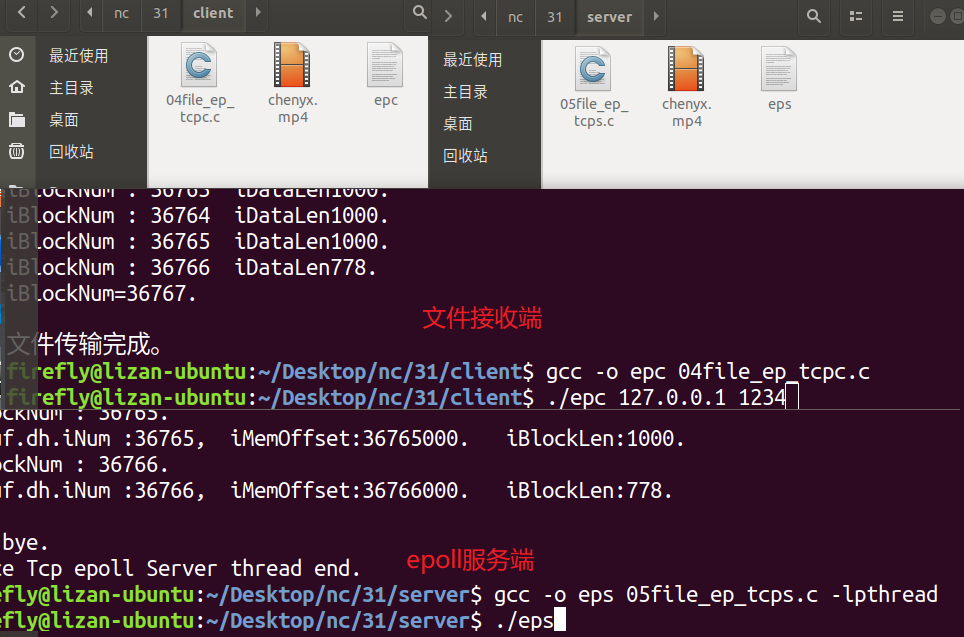 nc 31 client
nc 31 server
最近使用
主目录
桌面
回收站
04file_ep_
tcpc.c
chenyx.
mp4
epc
最近使用
主目录
桌面
回收站
05file_ep_
tcps.c
chenyx.
mp4
eps
iBlockNum : 36763  iDataLen1000.
iBlockNum : 36764  iDataLen1000.
iBlockNum : 36765  iDataLen1000.
iBlockNum : 36766  iDataLen778.
iBlockNum=36767.
文件接收端
文件传输完成。
firefly@lizan-ubuntu:~/Desktop/nc/31/client$ gcc -o epc 04file_ep_tcpc.c
firefly@lizan-ubuntu:~/Desktop/nc/31/client$ ./epc 127.0.0.1 1234
ockNum : 36765.
uf.dh.iNum :36765,  iMemOffset:36765000.   iBlockLen:1000.
ockNum : 36766.
uf.dh.iNum :36766,  iMemOffset:36766000.   iBlockLen:778.
bye.
epoll服务端
te Tcp epoll Server thread end.
efly@lizan-ubuntu:~/Desktop/nc/31/server$ gcc -o eps 05file_ep_tcps.c -lpthread
efly@lizan-ubuntu:~/Desktop/nc/31/server$ ./eps